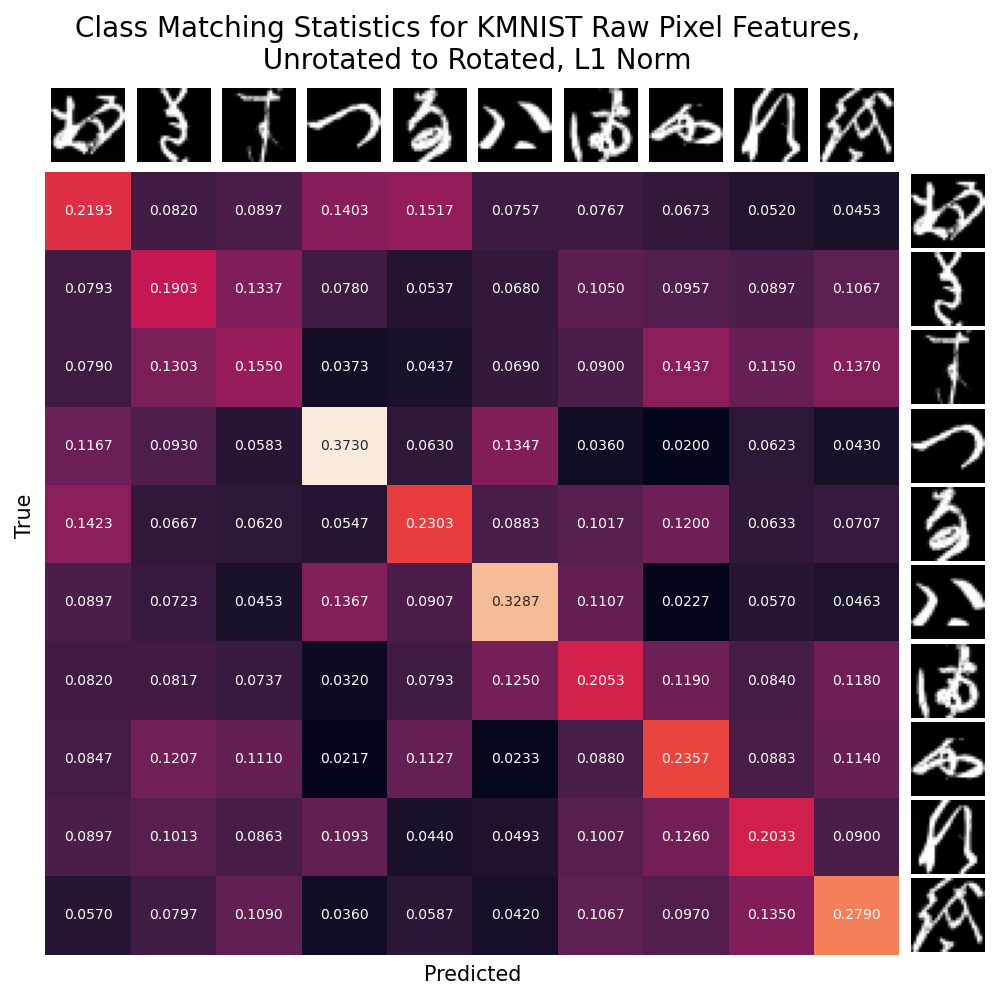 Class Matching Statistics for KMNIST Raw Pixel Features,
Unrotated to Rotated, L1 Norm
0.2193 0.0820 0.0897 0.1403 0.1517 0.0757 0.0767 0.0673 0.0520 0.0453
0.0793 0.1903 0.1337 0.0780 0.0537 0.0680 0.1050 0.0957 0.0897 0.1067
0.0790 0.1303 0.1550 0.0373 0.0437 0.0690 0.0900 0.1437 0.1150 0.1370
0.1167 0.0930 0.0583 0.3730 0.0630 0.1347 0.0360 0.0200 0.0623 0.0430
True
0.1423 0.0667 0.0620 0.0547 0.2303 0.0883 0.1017 0.1200 0.0633 0.0707
0.0897 0.0723 0.0453 0.1367 0.0907 0.3287 0.1107 0.0227 0.0570 0.0463
0.0820 0.0817 0.0737 0.0320 0.0793 0.1250 0.2053 0.1190 0.0840 0.1180
0.0847 0.1207 0.1110 0.0217 0.1127 0.0233 0.0880 0.2357 0.0883 0.1140
0.0897 0.1013 0.0863 0.1093 0.0440 0.0493 0.1007 0.1260 0.2033 0.0900
0.0570 0.0797 0.1090 0.0360 0.0587 0.0420 0.1067 0.0970 0.1350 0.2790
Predicted